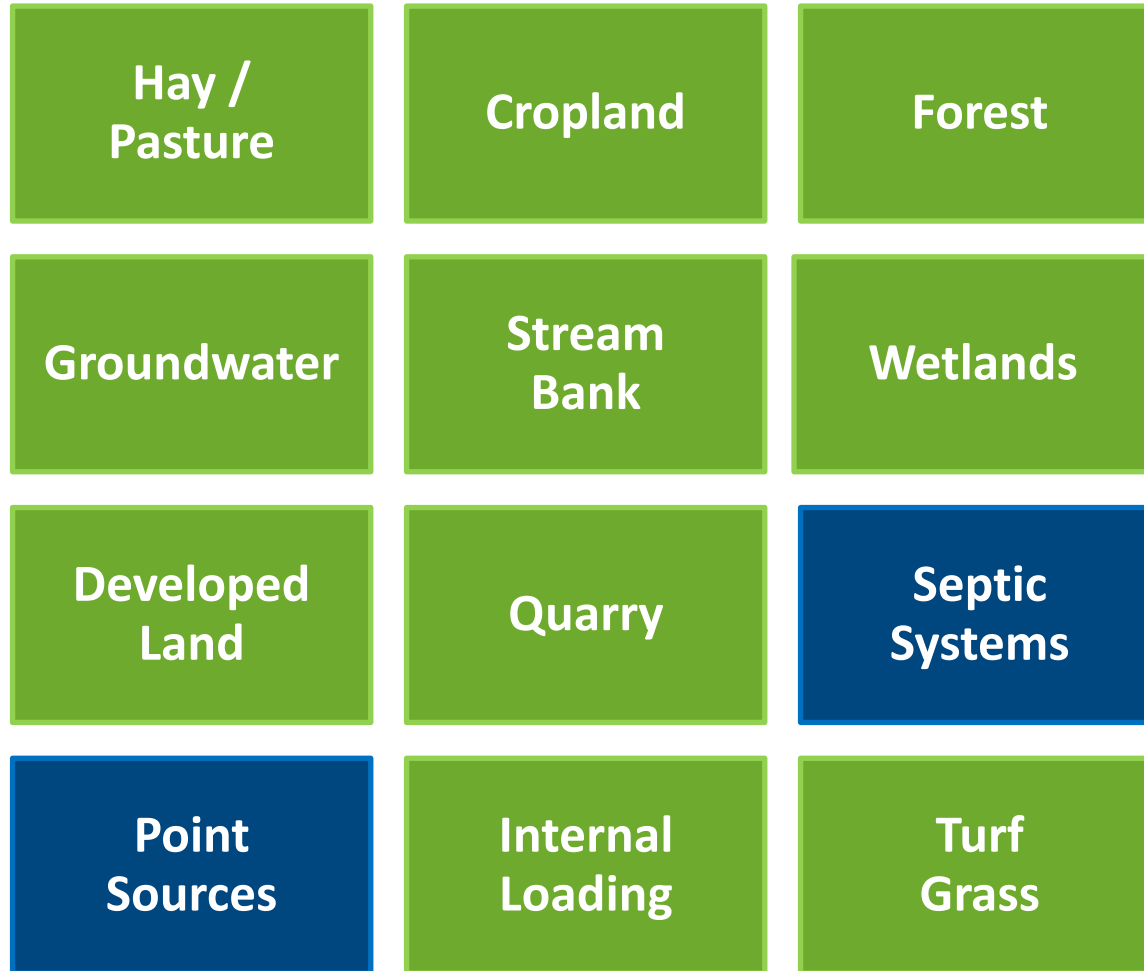 Hay /
Pasture
Cropland
Forest
Groundwater
Stream
Bank
Wetlands
Developed
Land
Quarry
Septic
Systems
Point
Sources
Internal
Loading
Turf
Grass